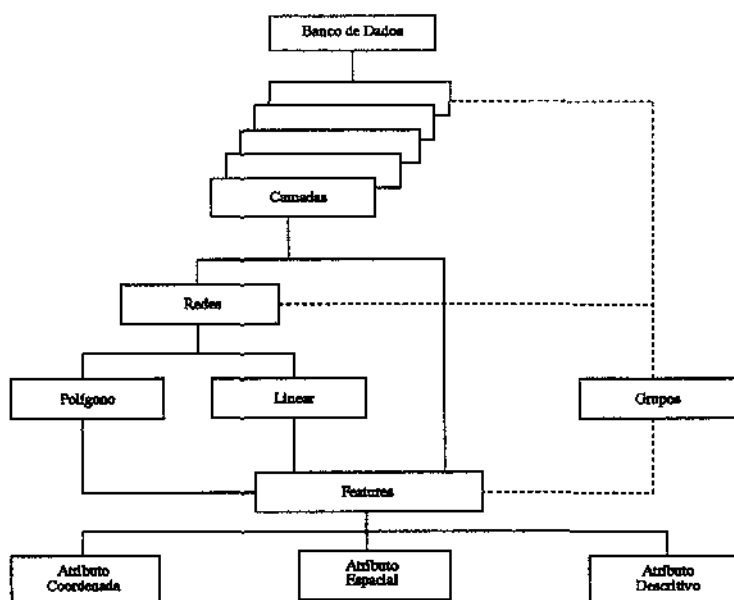 Banco de Dados
Camadas
Redes
Polígono
Linear
Grupos
Features
Atributo
Coordenada
Atributo
Espacial
Atributo
Descritivo